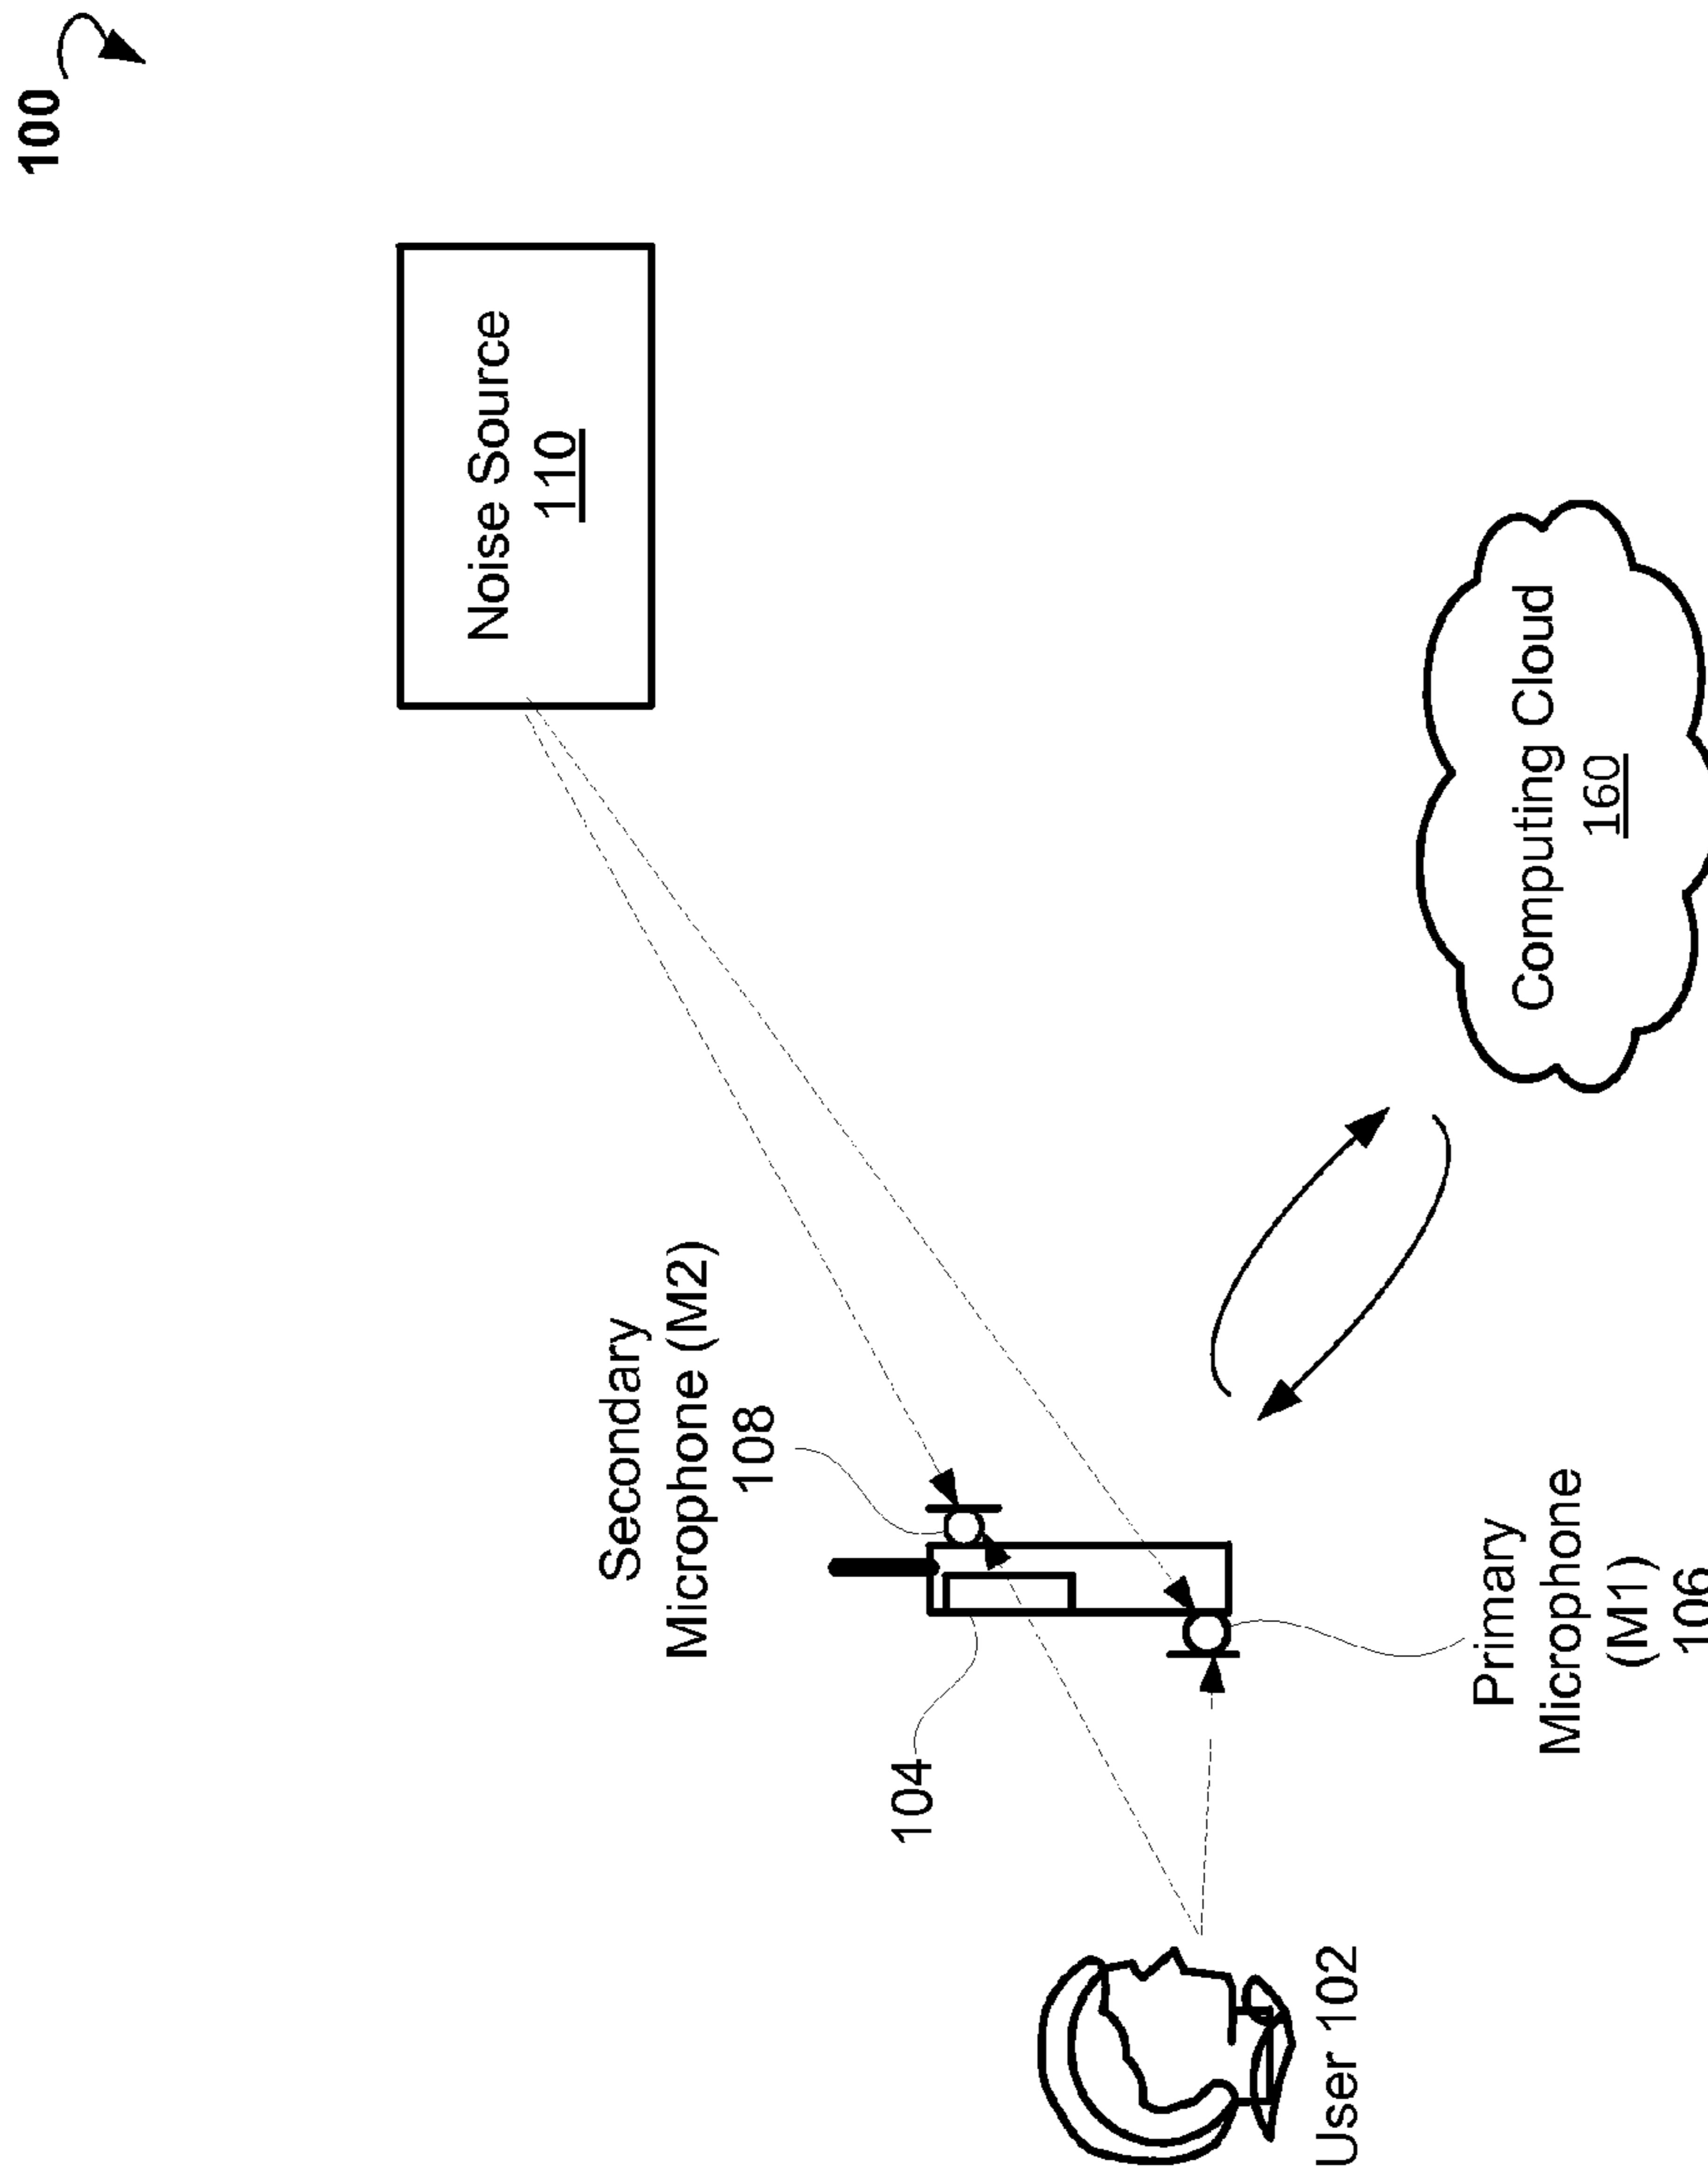 100
Noise Source
110
Secondary
Microphone (M2)
108
104
User 102
Primary
Microphone
(M1)
106
Computing Cloud
160